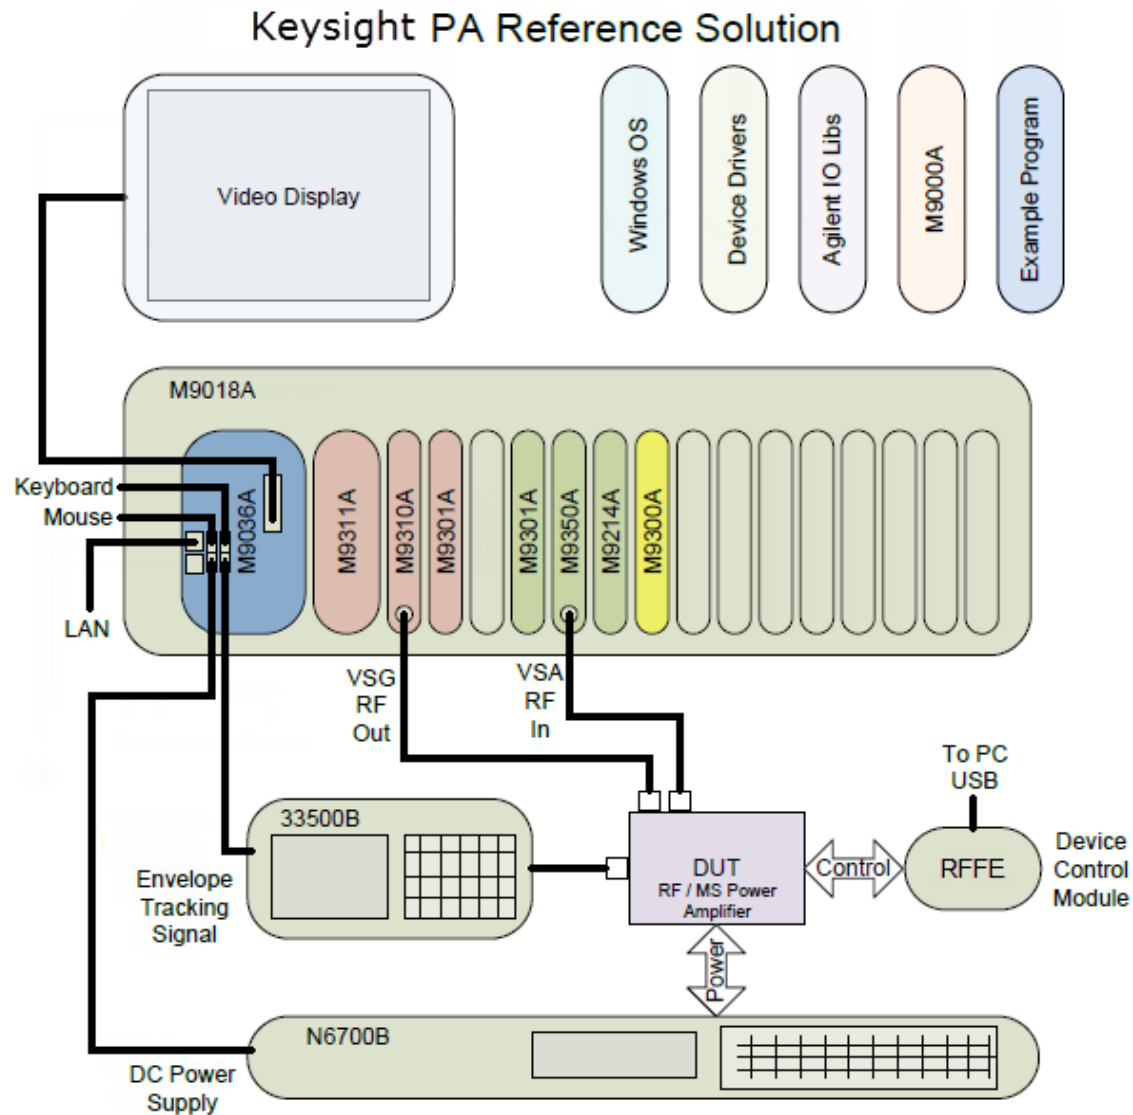 Keysight PA Reference Solution
Video Display
Windows OS
Device Drivers
Agilent IO Libs
M9000A
Example Program
M9018A
Keyboard
Mouse
LAN
M9036A
M9311A
M9310A
M9301A
M9301A
M9350A
M9214A
M9300A
VSG
RF
Out
VSA
RF
In
To PC
USB
33500B
Envelope
Tracking
Signal
DUT
RF / MS Power
Amplifier
Control
RFFE
Device
Control
Module
Power
N6700B
DC Power
Supply